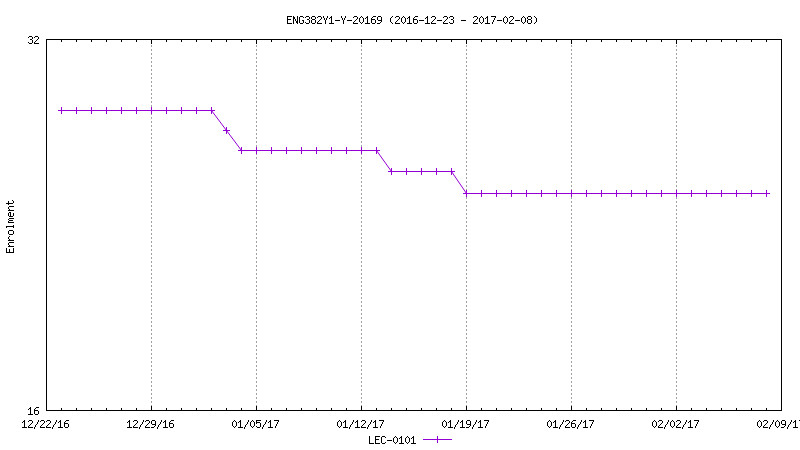 ENG382Y1-Y-20169 (2016-12-23 - 2017-02-08)
32
Enrolment
16
12/22/16 12/29/16 01/05/17 01/12/17 01/19/17 01/26/17 02/02/17 02/09/1
LEC-0101